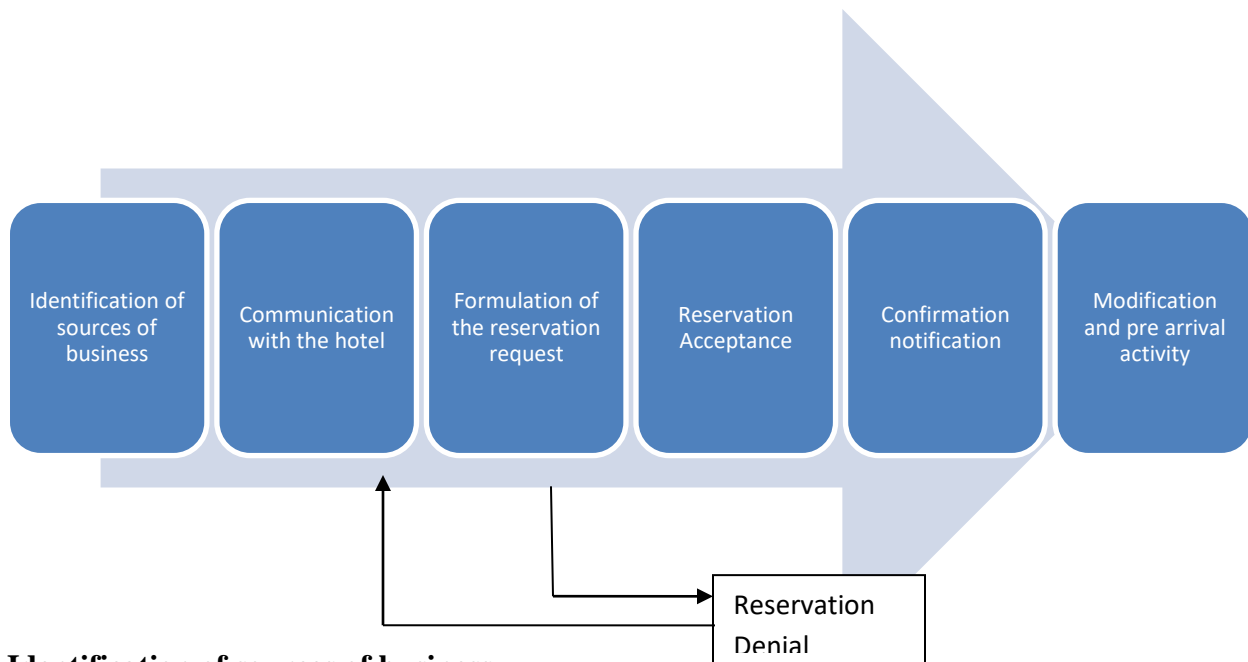 Identification of
sources of
business
Communication
with the hotel
Formulation of
the reservation
request
Reservation
Acceptance
Confirmation
notification
Modification
and pre arrival
activity
Reservation
Denial